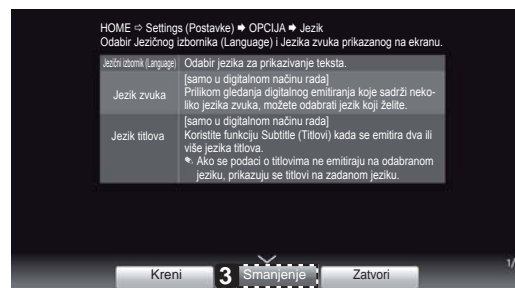 HOME ⇨ Settings (Postavke) ➡ OPCIJA ➡ Jezik
Odabir Jezičnog izbornika (Language) i Jezika zvuka prikazanog na ekranu.
Jezični izbornik (Language) Odabir jezika za prikazivanje teksta.
Jezik zvuka
[samo u digitalnom načinu rada]
Prilikom gledanja digitalnog emitiranja koje sadrži neko-
liko jezika zvuka, možete odabrati jezik koji želite.
Jezik titlova
[samo u digitalnom načinu rada]
Koristite funkciju Subtitle (Titlovi) kada se emitira dva ili
više jezika titlova.
✎ Ako se podaci o titlovima ne emitiraju na odabranom
jeziku, prikazuju se titlovi na zadanom jeziku.
Kreni 3 Smanjenje Zatvori
1/